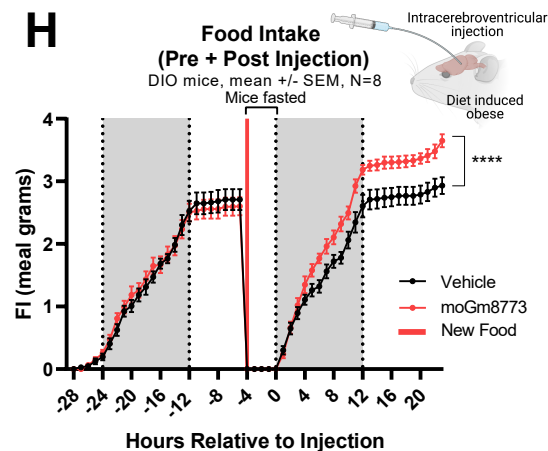 H
Food Intake
(Pre + Post Injection)
DIO mice, mean +/- SEM, N=8
Mice fasted
Intracerebroventricular
injection
Diet induced
obese
FI (meal grams)
4
3
2
1
0
****
Vehicle
moGm8773
New Food
-28 -24 -20 -16 -12 -8 -4 0 4 8 12 16 20
Hours Relative to Injection